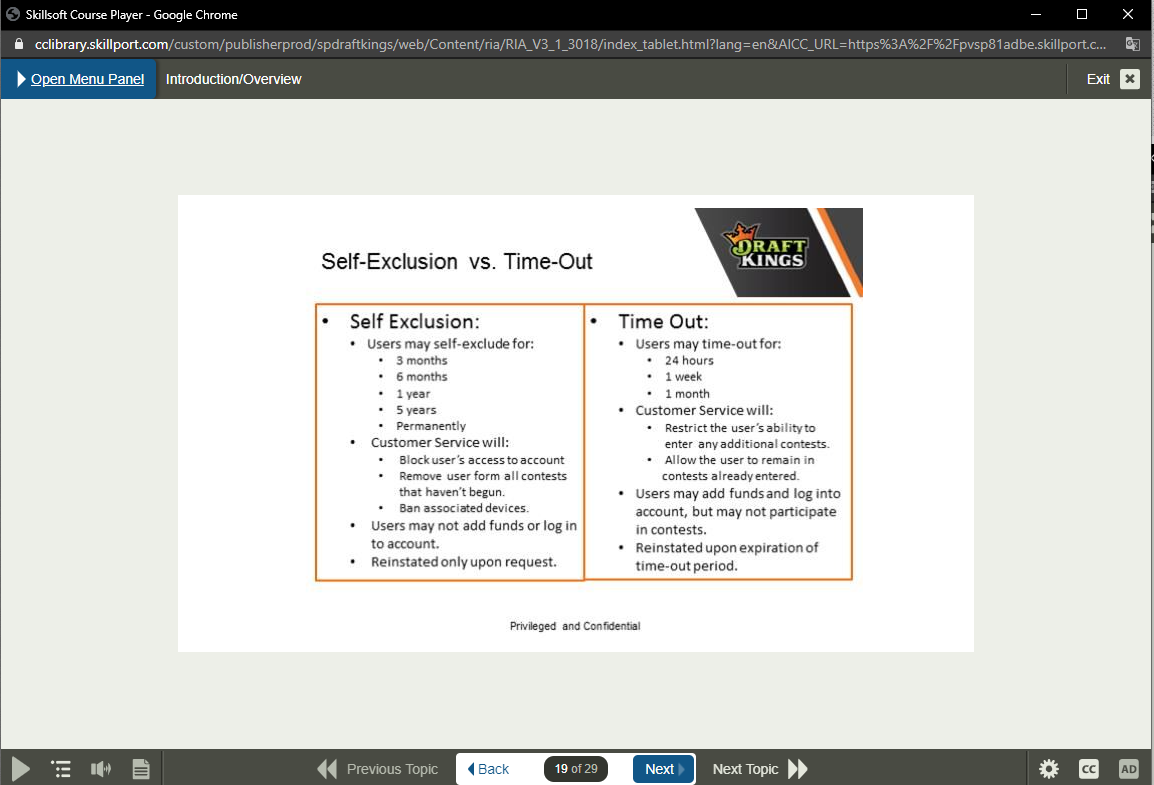 Skillsoft Course Player - Google Chrome
cclibrary.skillport.com/custom/publisherprod/spdraftkings/web/Content/ria/RIA_V3_1_3018/index_tablet.html?lang=en&AICC_URL=https%3A%2F%2Fpvsp81adbe.skillport.c...
Open Menu Panel
Introduction/Overview
Exit
DRAFT
KINGS
Self-Exclusion vs. Time-Out
• Self Exclusion:
• Users may self-exclude for:
• 3 months
• 6 months
• 1 year
• 5 years
• Permanently
• Customer Service will:
• Block user's access to account
• Remove user form all contests
that haven't begun.
• Ban associated devices.
• Users may not add funds or log in
to account.
• Reinstated only upon request.
• Time Out:
• Users may time-out for:
• 24 hours
• 1 week
• 1 month
• Customer Service will:
• Restrict the user's ability to
enter any additional contests.
• Allow the user to remain in
contests already entered.
• Users may add funds and log into
account, but may not participate
in contests.
• Reinstated upon expiration of
time-out period.
Privileged and Confidential
Previous Topic
Back
19 of 29
Next
Next Topic
CC
AD